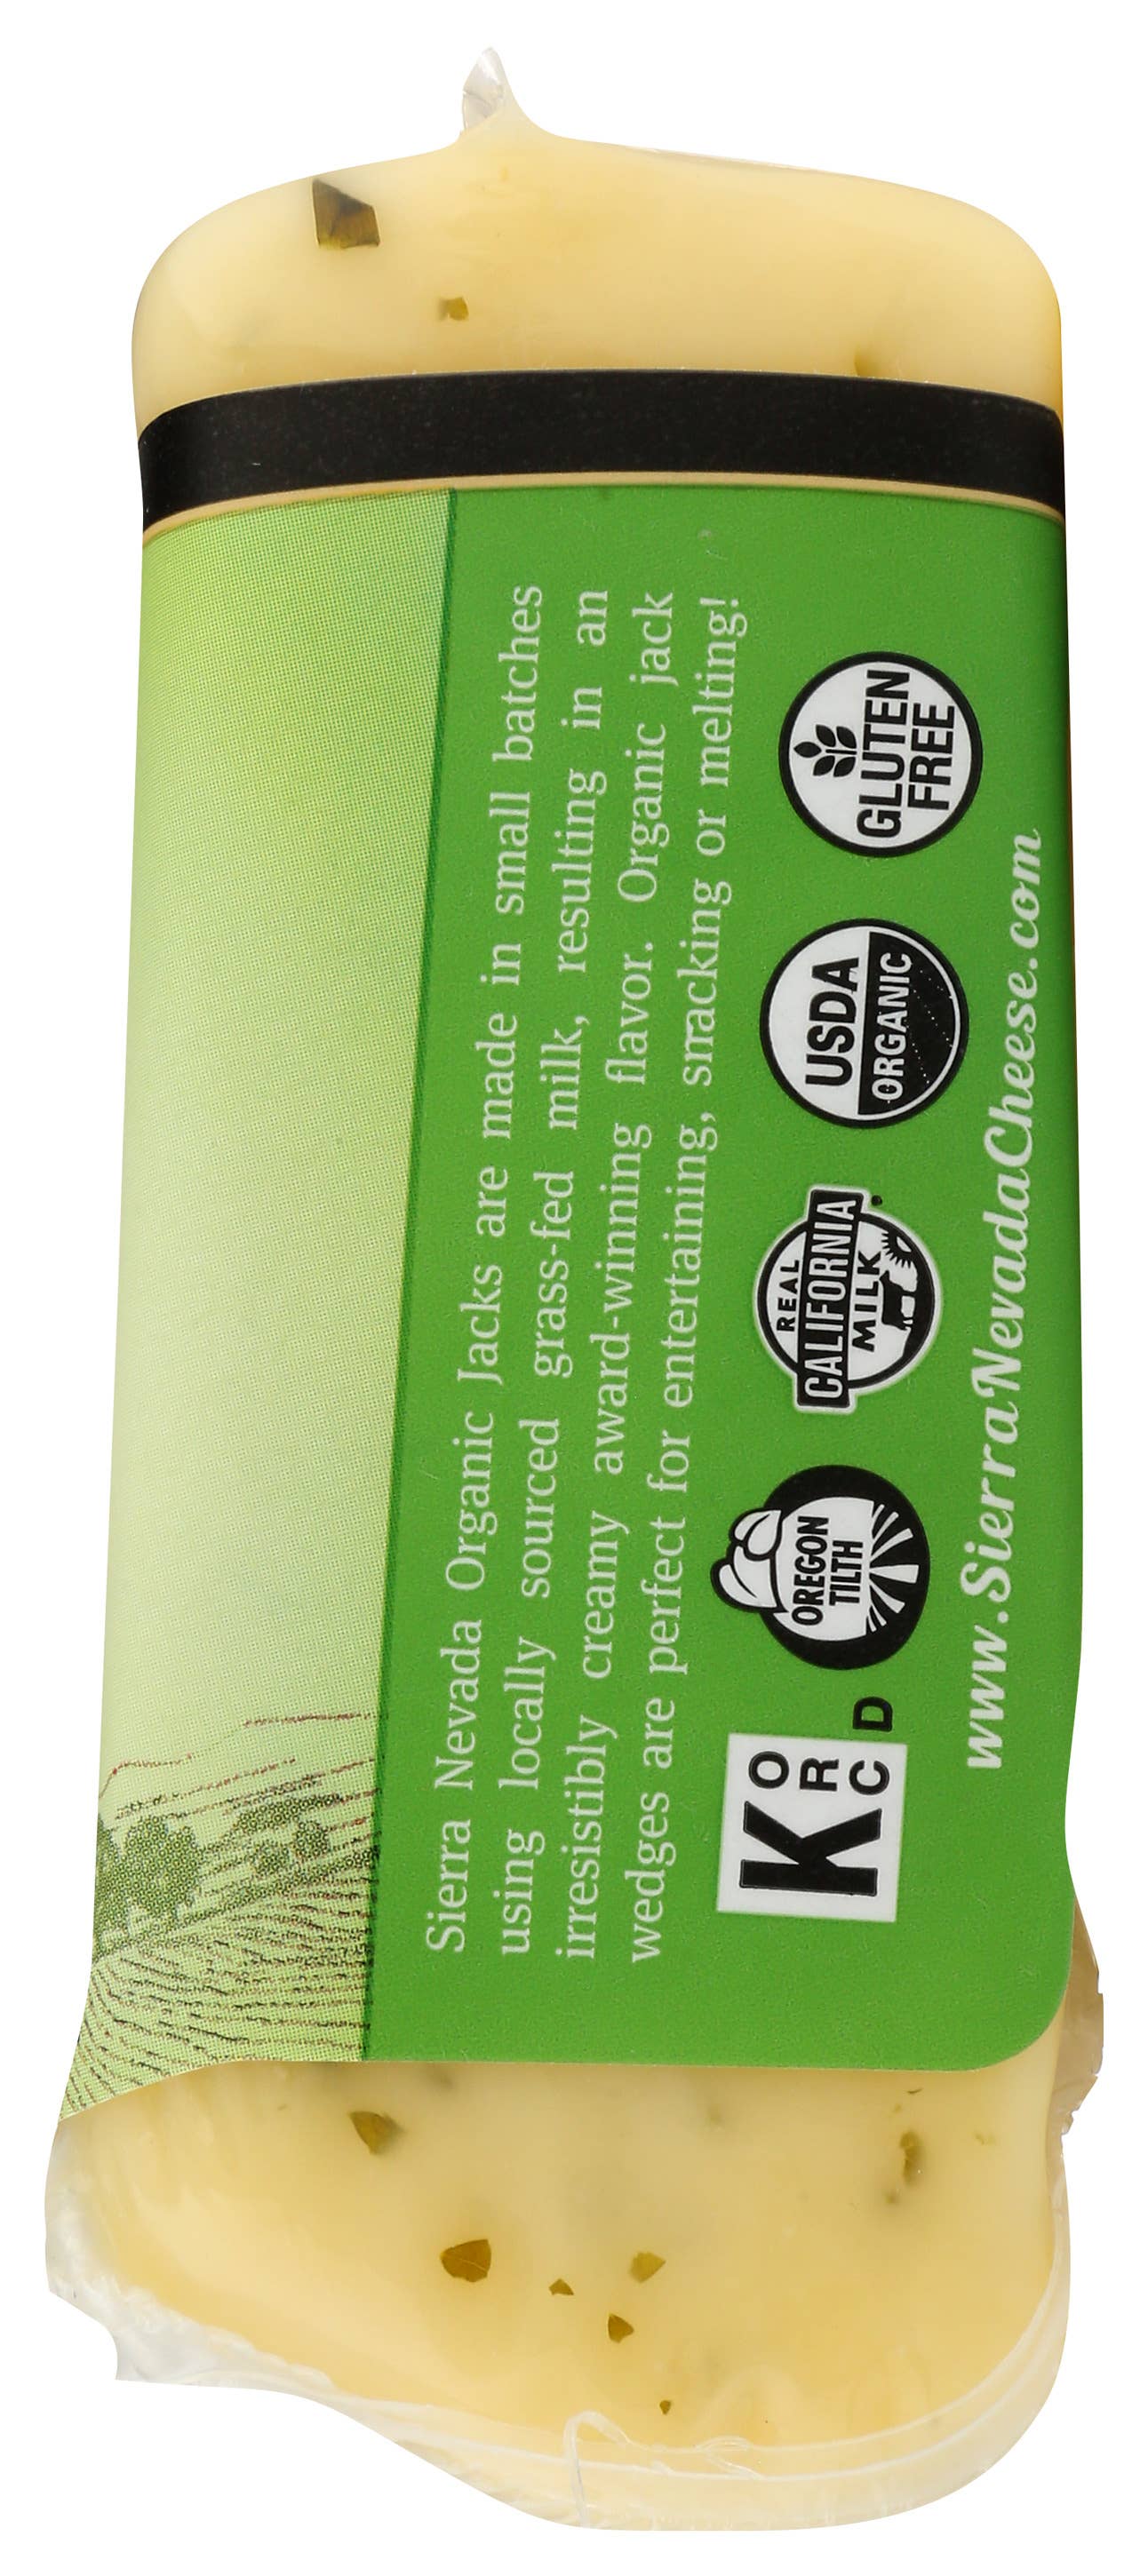 Sierra Nevada Organic Jacks are made in small batches
using locally sourced grass-fed milk, resulting in an
irresistibly creamy award-winning flavor. Organic jack
wedges are perfect for entertaining, smacking or melting!
K
O
R
C
D
OREGON
TILTH
REAL
CALIFORNIA
MILK
USDA
ORGANIC
GLUTEN
FREE
www.SierraNevadaCheese.com